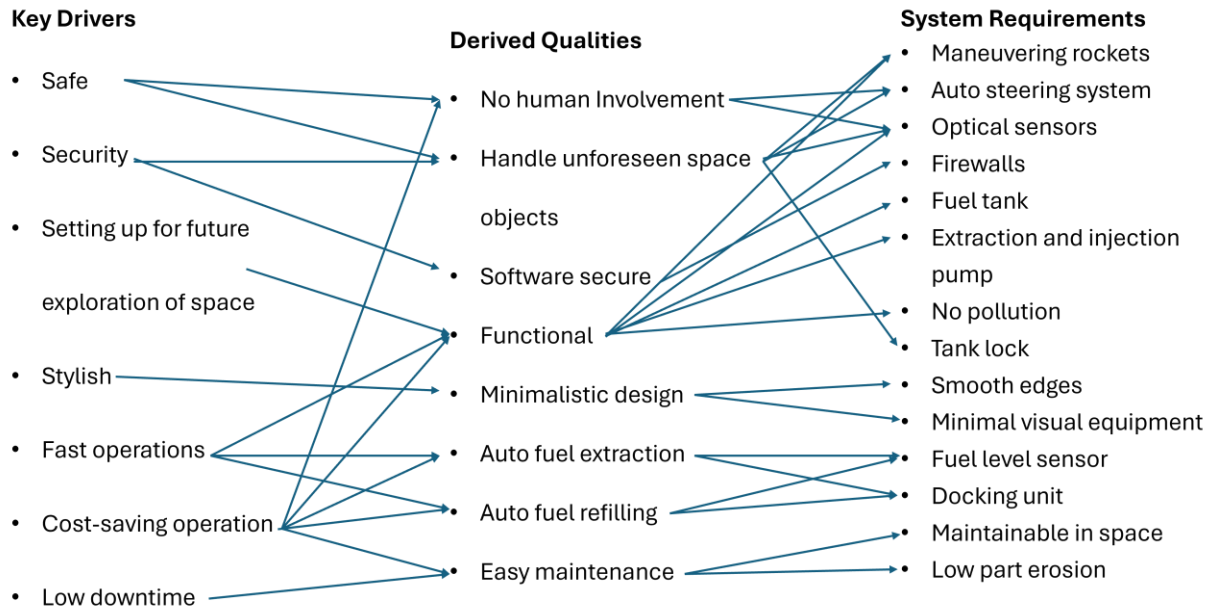 Key Drivers
• Safe
• Security
• Setting up for future
exploration of space
• Stylish
• Fast operations
• Cost-saving operation
• Low downtime
Derived Qualities
• No human Involvement
• Handle unforeseen space
objects
• Software secure
• Functional
• Minimalistic design
• Auto fuel extraction
• Auto fuel refilling
• Easy maintenance
System Requirements
• Maneuvering rockets
• Auto steering system
• Optical sensors
• Firewalls
• Fuel tank
• Extraction and injection
pump
• No pollution
• Tank lock
• Smooth edges
• Minimal visual equipment
• Fuel level sensor
• Docking unit
• Maintainable in space
• Low part erosion